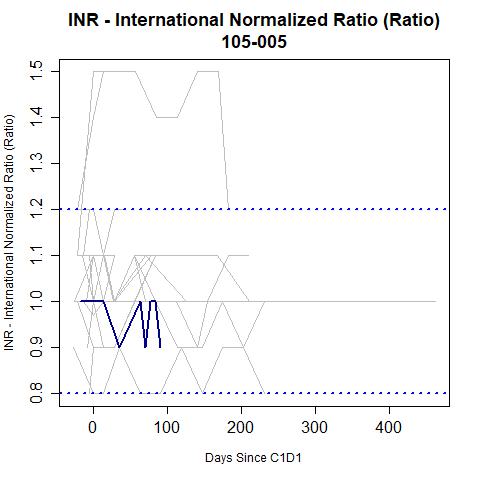 INR - International Normalized Ratio (Ratio)
105-005
INR - International Normalized Ratio (Ratio)
1.5
1.4
1.3
1.2
1.1
1.0
0.9
0.8
0 100 200 300 400
Days Since C1D1